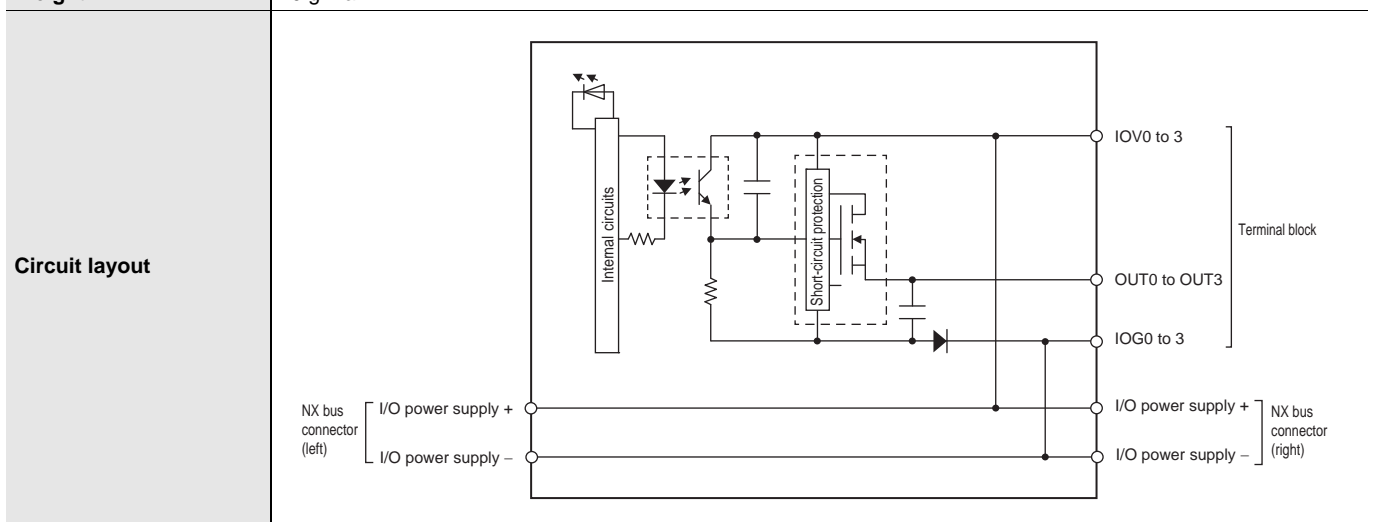 Circuit layout
Internal circuits
Short-circuit protection
IOV0 to 3
Terminal block
OUT0 to OUT3
IOG0 to 3
NX bus
connector
(left)
I/O power supply +
I/O power supply −
I/O power supply +
I/O power supply −
NX bus
connector
(right)